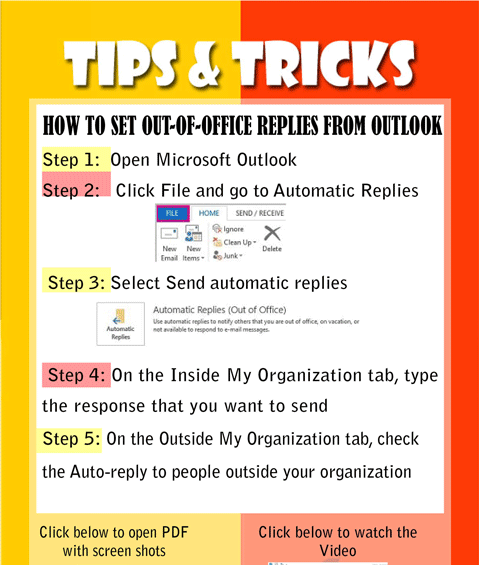 TIPS & TRICKS
HOW TO SET OUT-OF-OFFICE REPLIES FROM OUTLOOK
Step 1: Open Microsoft Outlook
Step 2: Click File and go to Automatic Replies
FILE HOME SEND / RECEIVE
New Email
New Items
Ignore
Clean Up
Junk
Delete
Step 3: Select Send automatic replies
Automatic Replies
Automatic Replies (Out of Office)
Use automatic replies to notify others that you are out of office, on vacation, or
not available to respond to e-mail messages.
Step 4: On the Inside My Organization tab, type
the response that you want to send
Step 5: On the Outside My Organization tab, check
the Auto-reply to people outside your organization
Click below to open PDF
with screen shots
Click below to watch the
Video